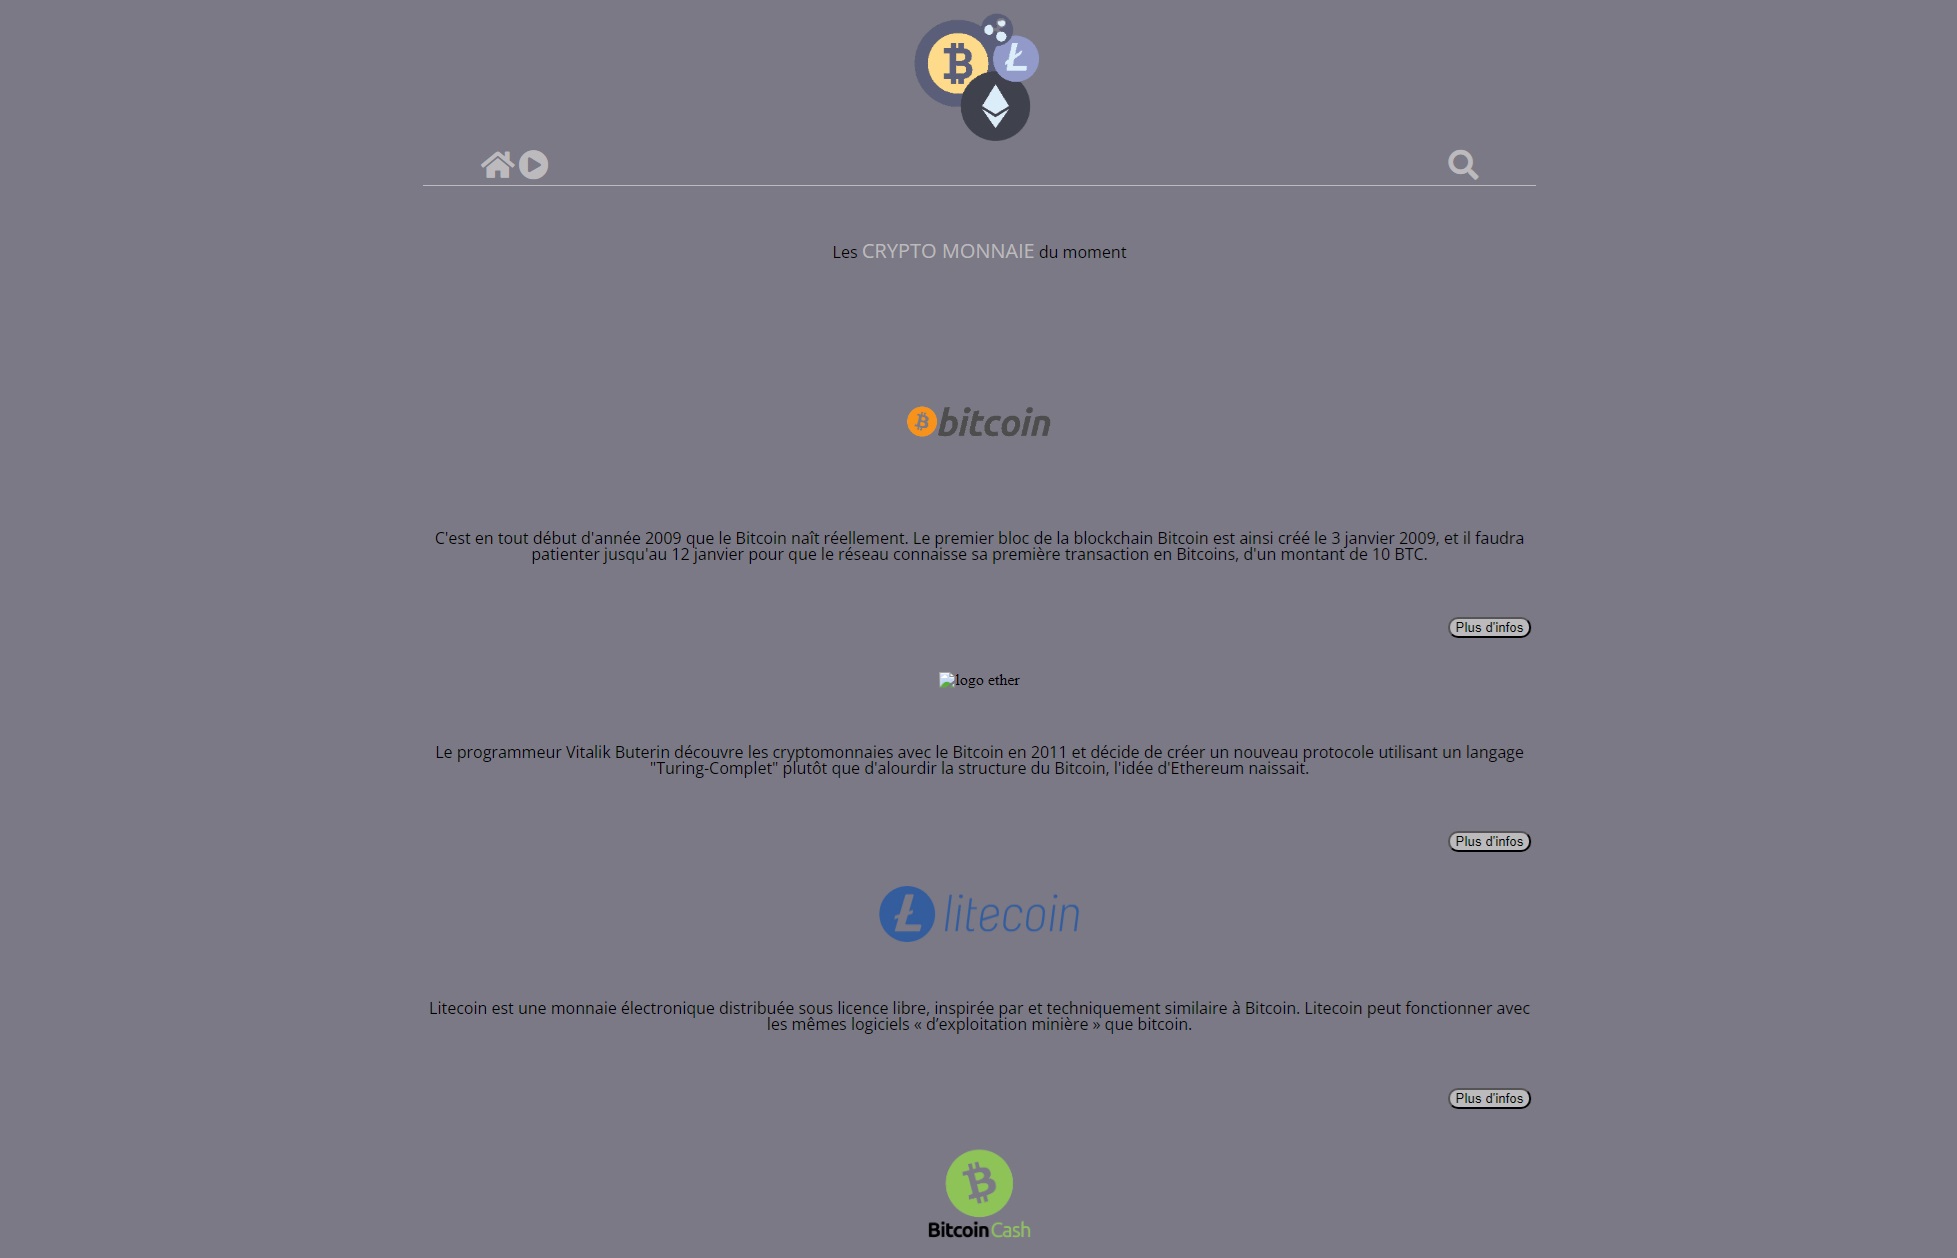 Les CRYPTO MONNAIE du moment
bitcoin
C'est en tout début d'année 2009 que le Bitcoin naît réellement. Le premier bloc de la blockchain Bitcoin est ainsi créé le 3 janvier 2009, et il faudra
patienter jusqu'au 12 janvier pour que le réseau connaisse sa première transaction en Bitcoins, d'un montant de 10 BTC.
Plus d'infos
logo ether
Le programmeur Vitalik Buterin découvre les cryptomonnaies avec le Bitcoin en 2011 et décide de créer un nouveau protocole utilisant un langage
"Turing-Complet" plutôt que d'alourdir la structure du Bitcoin, l'idée d'Ethereum naissait.
Plus d'infos
litecoin
Litecoin est une monnaie électronique distribuée sous licence libre, inspirée par et techniquement similaire à Bitcoin. Litecoin peut fonctionner avec
les mêmes logiciels « d’exploitation minière » que bitcoin.
Plus d'infos
Bitcoin Cash